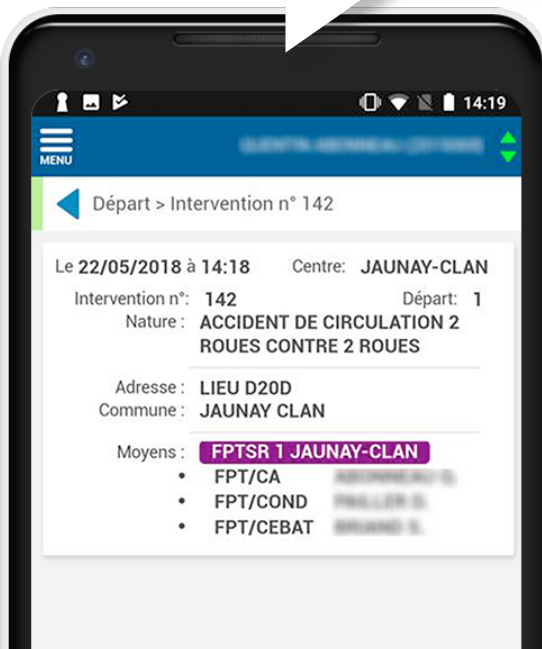 14:19
MENU
Départ > Intervention n° 142
Le 22/05/2018 à 14:18 Centre: JAUNAY-CLAN
Intervention n°: 142 Départ: 1
Nature : ACCIDENT DE CIRCULATION 2
ROUES CONTRE 2 ROUES
Adresse : LIEU D20D
Commune : JAUNAY CLAN
Moyens : FPTSR 1 JAUNAY-CLAN
• FPT/CA
• FPT/COND
• FPT/CEBAT